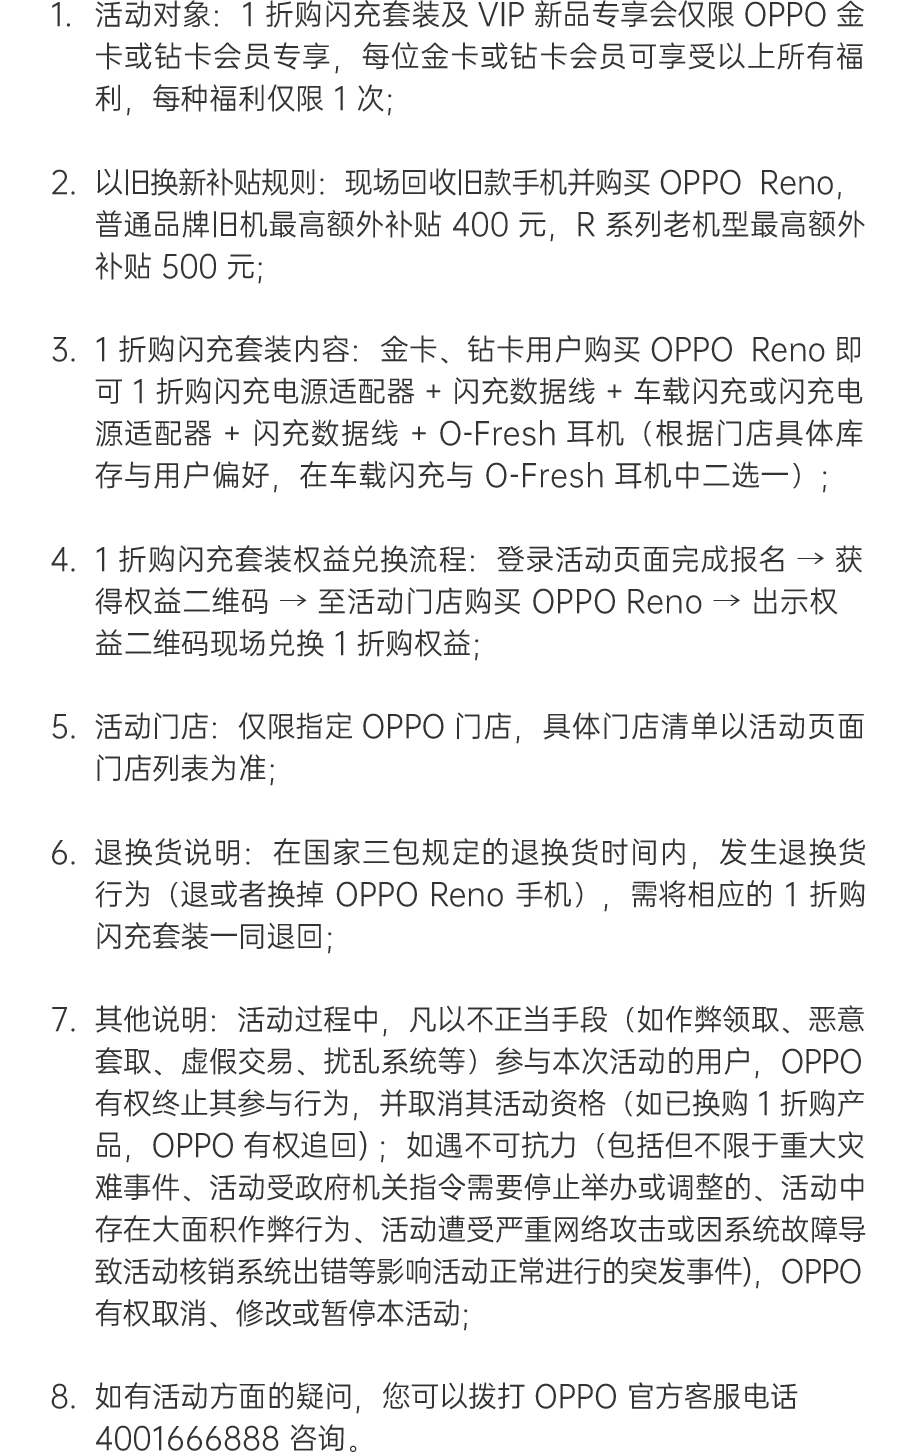 1. 活动对象：1 折购闪充套装及 VIP 新品专享会仅限 OPPO 金
卡或钻卡会员专享，每位金卡或钻卡会员可享受以上所有福
利，每种福利仅限 1 次；
2. 以旧换新补贴规则：现场回收旧款手机并购买 OPPO Reno，
普通品牌旧机最高额外补贴 400 元，R 系列老机型最高额外
补贴 500 元；
3. 1 折购闪充套装内容：金卡、钻卡用户购买 OPPO Reno 即
可 1 折购闪充电源适配器 + 闪充数据线 + 车载闪充或闪充电
源适配器 + 闪充数据线 + O-Fresh 耳机（根据门店具体库
存与用户偏好，在车载闪充与 O-Fresh 耳机中二选一）；
4. 1 折购闪充套装权益兑换流程：登录活动页面完成报名 → 获
得权益二维码 → 至活动门店购买 OPPO Reno → 出示权
益二维码现场兑换 1 折购权益；
5. 活动门店：仅限指定 OPPO 门店，具体门店清单以活动页面
门店列表为准；
6. 退换货说明：在国家三包规定的退换货时间内，发生退换货
行为（退或者换掉 OPPO Reno 手机），需将相应的 1 折购
闪充套装一同退回；
7. 其他说明：活动过程中，凡以不正当手段（如作弊领取、恶意
套取、虚假交易、扰乱系统等）参与本次活动的用户，OPPO
有权终止其参与行为，并取消其活动资格（如已换购 1 折购产
品，OPPO 有权追回)；如遇不可抗力（包括但不限于重大灾
难事件、活动受政府机关指令需要停止举办或调整的、活动中
存在大面积作弊行为、活动遭受严重网络攻击或因系统故障导
致活动核销系统出错等影响活动正常进行的突发事件)，OPPO
有权取消、修改或暂停本活动；
8. 如有活动方面的疑问，您可以拨打 OPPO 官方客服电话
4001666888 咨询。